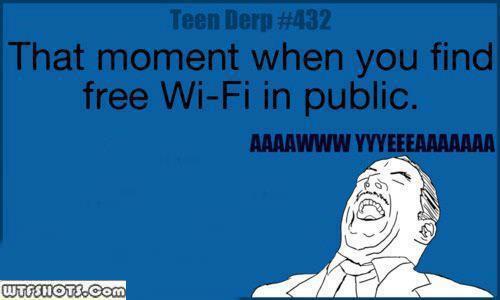 Teen Derp #432
That moment when you find
free Wi-Fi in public.
AAAAWWW YYYEEEAAAAAAA
WTFSHOTS.Com